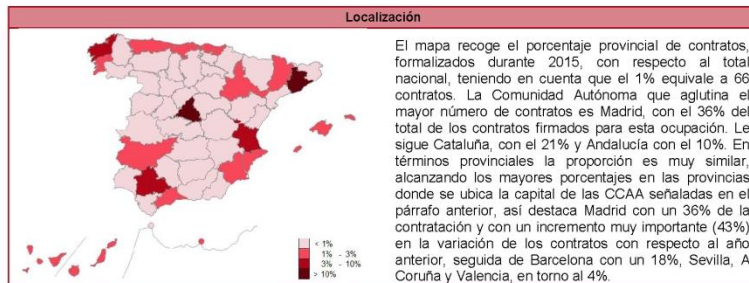 Localización
El mapa recoge el porcentaje provincial de contratos,
formalizados durante 2015, con respecto al total
nacional, teniendo en cuenta que el 1% equivale a 66
contratos. La Comunidad Autónoma que aglutina el
mayor número de contratos es Madrid, con el 36% del
total de los contratos firmados para esta ocupación. Le
sigue Cataluña, con el 21% y Andalucía con el 10%. En
términos provinciales la proporción es muy similar,
alcanzando los mayores porcentajes en las provincias
donde se ubica la capital de las CCAA señaladas en el
párrafo anterior, así destaca Madrid con un 36% de la
contratación y con un incremento muy importante (43%)
en la variación de los contratos con respecto al año
anterior, seguida de Barcelona con un 18%, Sevilla, A
Coruña y Valencia, en torno al 4%.
< 1%
1% - 3%
3% - 10%
> 10%